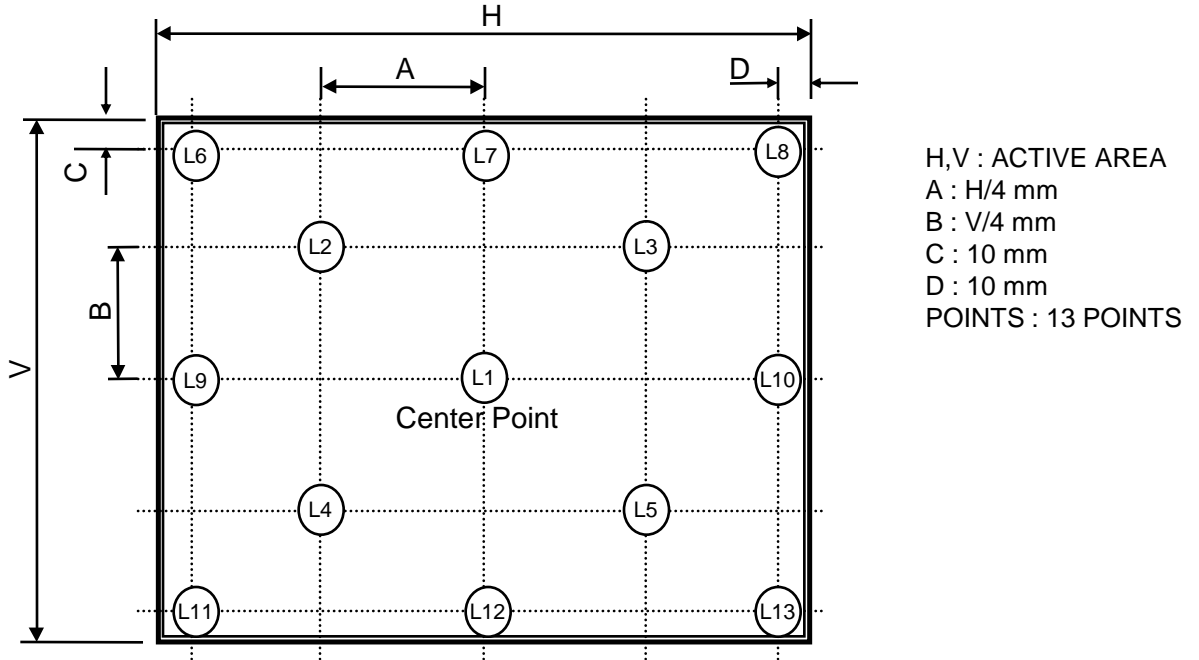 H
A
D
C
L6
L7
L8
H,V : ACTIVE AREA
A : H/4 mm
B : V/4 mm
C : 10 mm
D : 10 mm
POINTS : 13 POINTS
L2
L3
B
V
L9
L1
L10
Center Point
L4
L5
L11
L12
L13